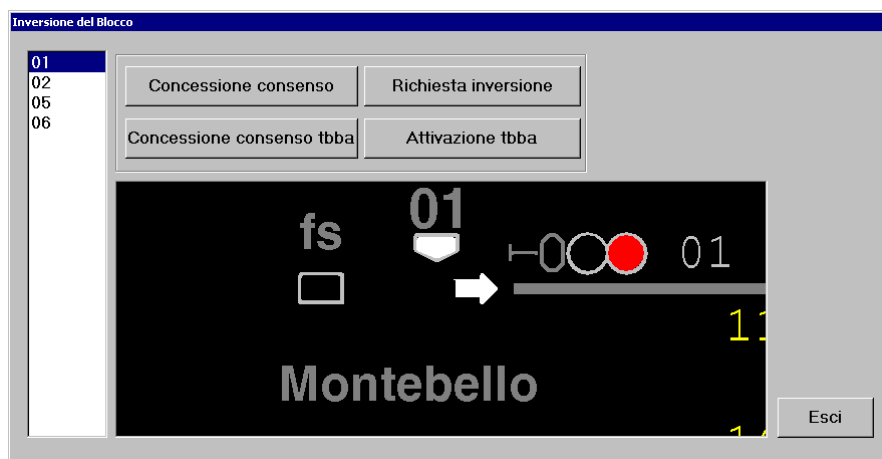 Inversione del Blocco
01
02
05
06
Concessione consenso
Richiesta inversione
Concessione consenso tbba
Attivazione tbba
01
fs
01
Montebello
Esci